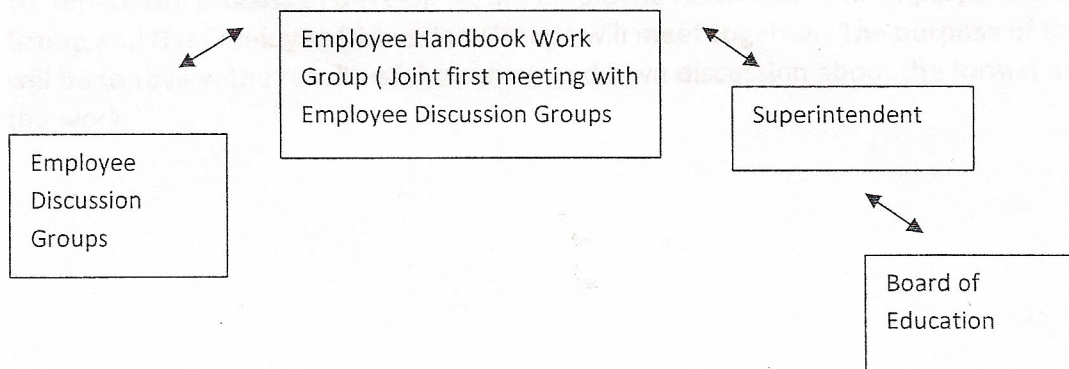 Employee Handbook Work
Group (Joint first meeting with
Employee Discussion Groups
Superintendent
Employee
Discussion
Groups
Board of
Education